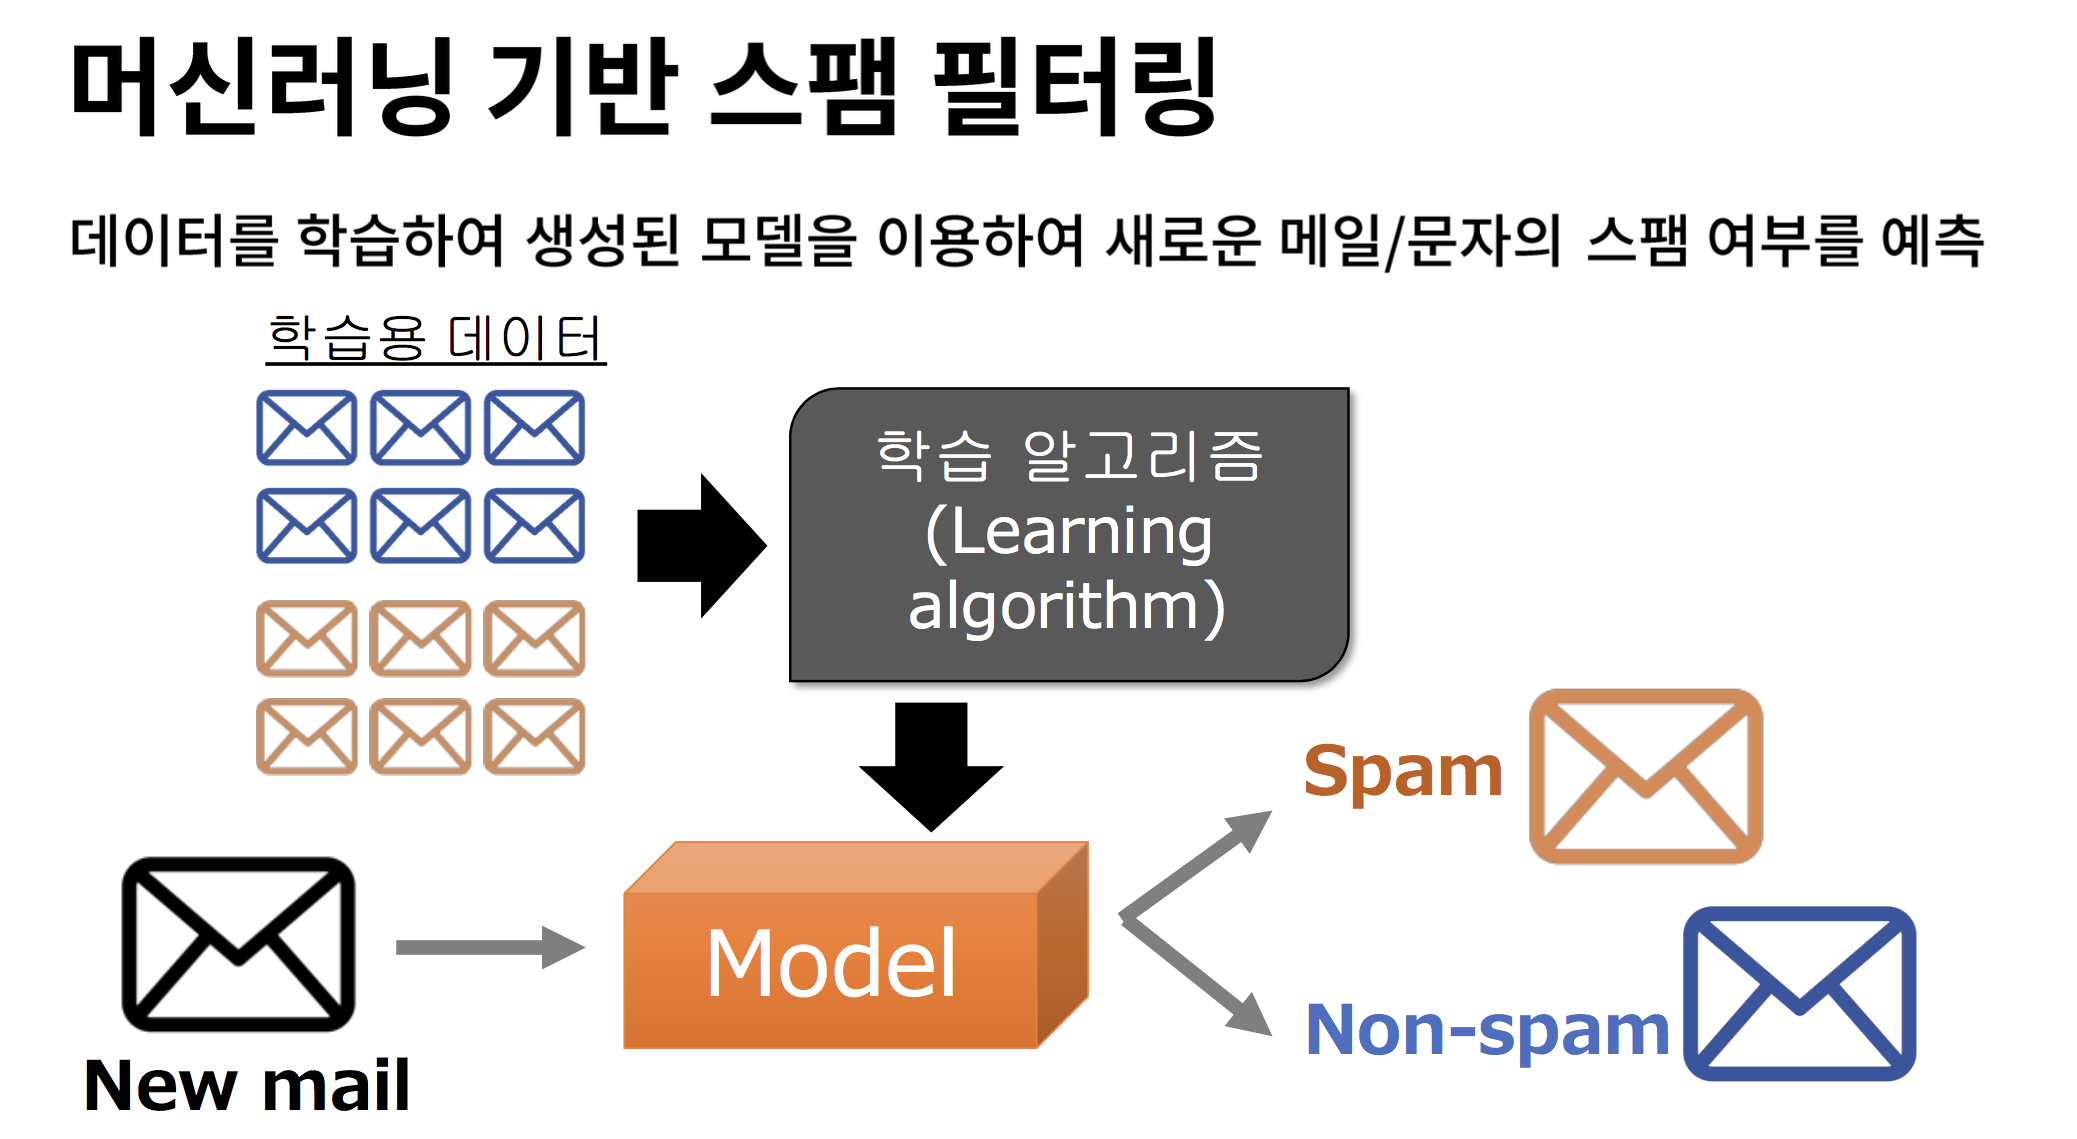 머신러닝 기반 스팸 필터링
데이터를 학습하여 생성된 모델을 이용하여 새로운 메일/문자의 스팸 여부를 예측
학습용 데이터
학습 알고리즘
(Learning
algorithm)
Spam
Model
Non-spam
New mail